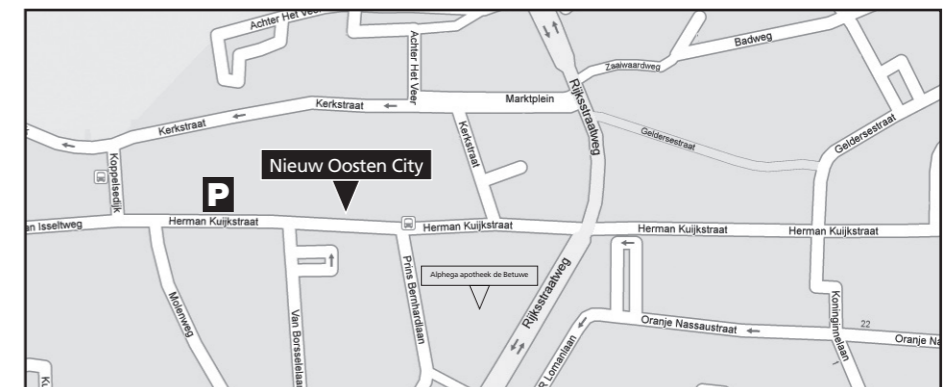 Achter Het Veer
Achter Het Veer
Badweg
Zaaiwaardweg
Rijksstraatweg
Marktplein
Kerkstraat
Kerkstraat
Kerkstraat
Geldersestraat
Geldersestraat
Koppelsedijk
Nieuw Oosten City
P
an Isseltweg
Herman Kuijkstraat
Herman Kuijkstraat
Herman Kuijkstraat
Herman Kuijkstraat
Alphega apotheek de Betuwe
Prins Bernhardlaan
Molenweg
Van Borsselelaan
Rijksstraatweg
R Lomanlaan
Oranje Nassaustraat
22
Oranje Na
Koninginnelaan